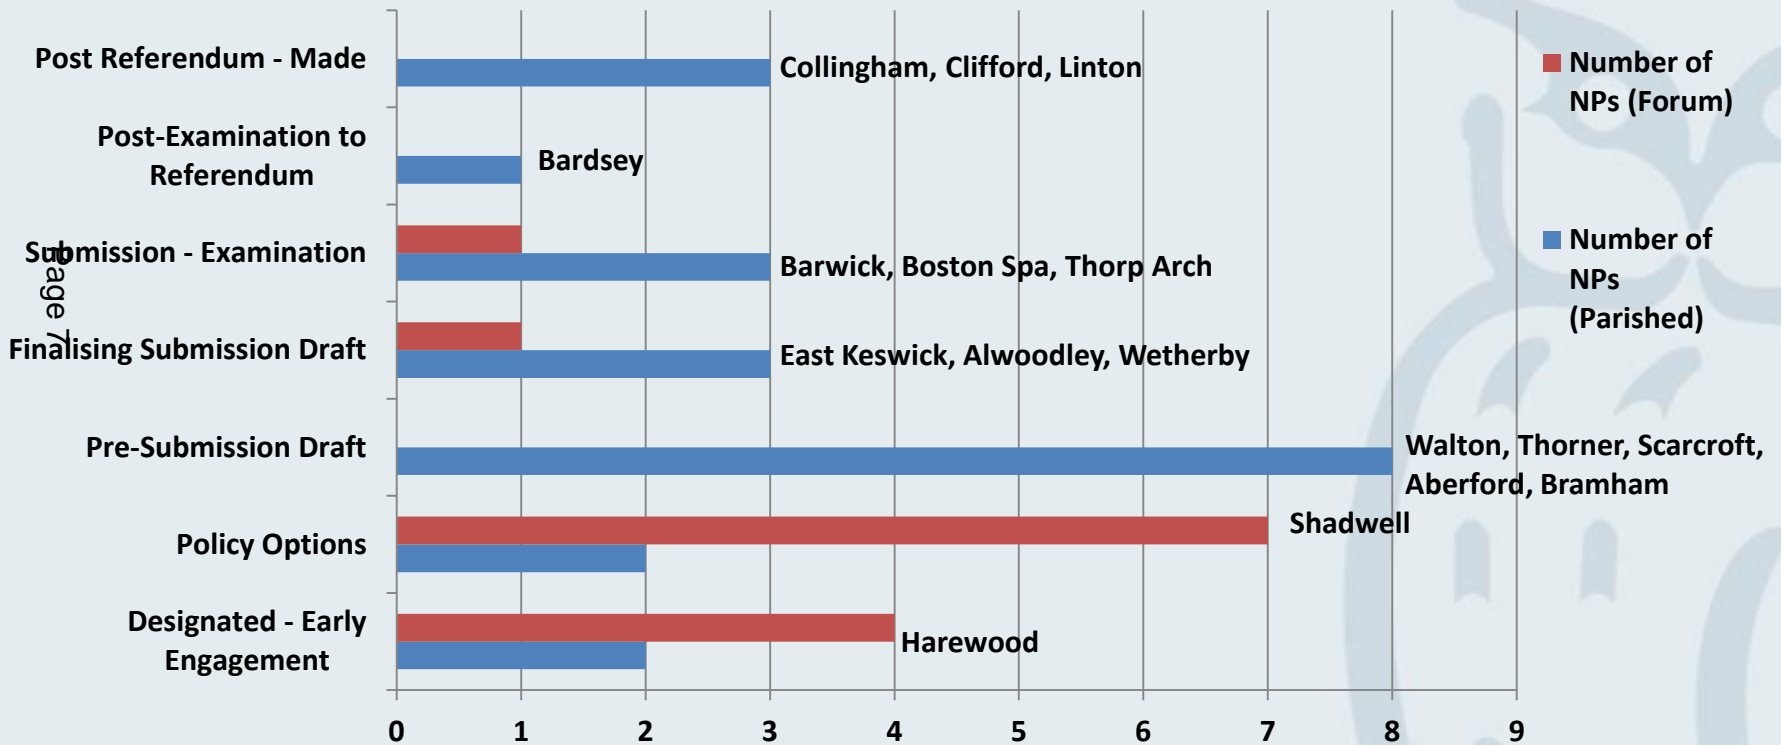 Post Referendum - Made
Collingham, Clifford, Linton
Post-Examination to
Referendum
Bardsey
Submission - Examination
Barwick, Boston Spa, Thorp Arch
Page 7
Finalising Submission Draft
East Keswick, Alwoodley, Wetherby
Pre-Submission Draft
Walton, Thorner, Scarcroft,
Aberford, Bramham
Policy Options
Shadwell
Designated - Early
Engagement
Harewood
0 1 2 3 4 5 6 7 8 9
Number of
NPs (Forum)
Number of
NPs
(Parished)